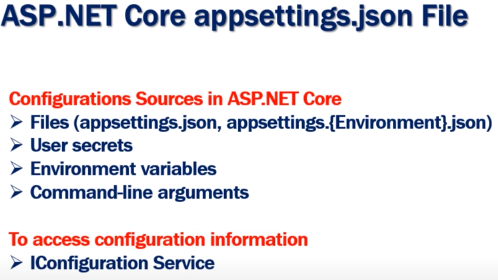 ASP.NET Core appsettings.json File
Configurations Sources in ASP.NET Core
➢ Files (appsettings.json, appsettings.{Environment}.json)
➢ User secrets
➢ Environment variables
➢ Command-line arguments
To access configuration information
➢ IConfiguration Service